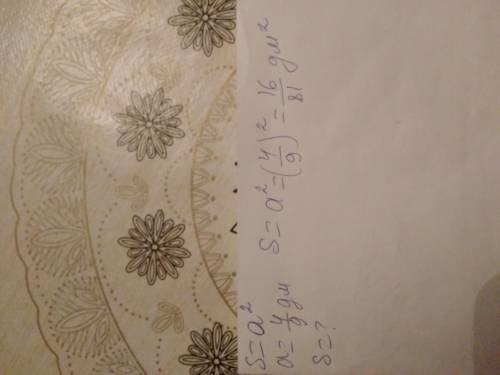 S = a²
a = 4/9 дм
S = ?
S = a² = (4/9)² = 16/81 дм²